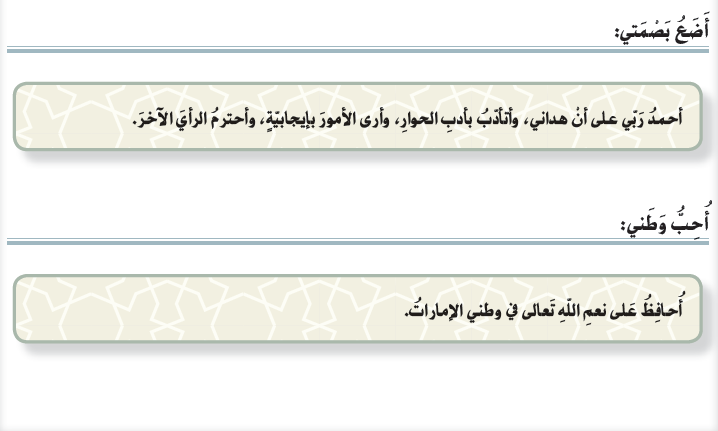 أَضَعُ بَصْمَتي:
أحمدُ رَبّي على أنْ هداني، وأتأدّبُ بأدبِ الحوارِ، وأرى الأمورَ بإيجابيّةٍ، وأحترمُ الرأيَ الآخرَ.
أُحِبُّ وَطَني:
أُحافِظُ عَلى نعمِ اللّهِ تَعالى في وطني الإماراتُ.